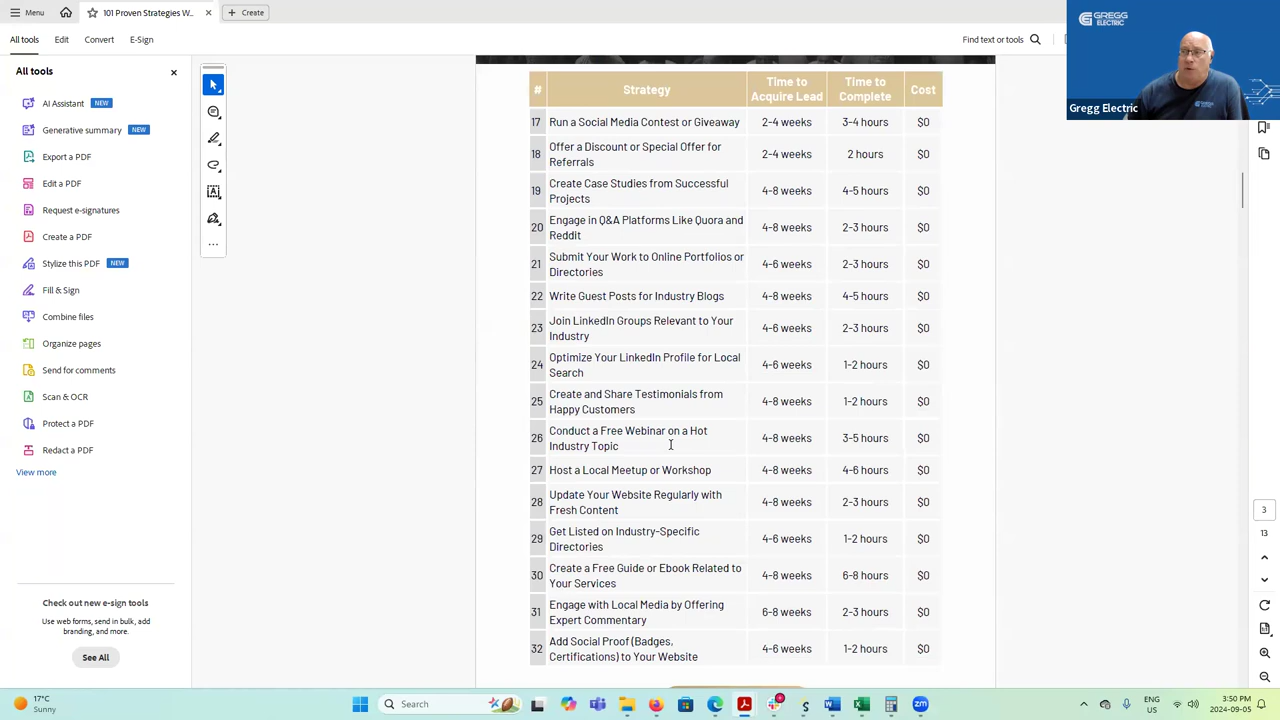 Menu
101 Proven Strategies W...
Create
All tools
Edit
Convert
E-Sign
Find text or tools
GREGG
ELECTRIC
Gregg Electric
All tools
AI Assistant NEW
Generative summary NEW
Export a PDF
Edit a PDF
Request e-signatures
Create a PDF
Stylize this PDF NEW
Fill & Sign
Combine files
Organize pages
Send for comments
Scan & OCR
Protect a PDF
Redact a PDF
View more
Check out new e-sign tools
Use web forms, send in bulk, add
branding, and more.
See All
# Strategy Time to Acquire Lead Time to Complete Cost
17 Run a Social Media Contest or Giveaway 2-4 weeks 3-4 hours $0
18 Offer a Discount or Special Offer for
Referrals 2-4 weeks 2 hours $0
19 Create Case Studies from Successful
Projects 4-8 weeks 4-5 hours $0
20 Engage in Q&A Platforms Like Quora and
Reddit 4-8 weeks 2-3 hours $0
21 Submit Your Work to Online Portfolios or
Directories 4-6 weeks 2-3 hours $0
22 Write Guest Posts for Industry Blogs 4-8 weeks 4-5 hours $0
23 Join LinkedIn Groups Relevant to Your
Industry 4-6 weeks 2-3 hours $0
24 Optimize Your LinkedIn Profile for Local
Search 4-6 weeks 1-2 hours $0
25 Create and Share Testimonials from
Happy Customers 4-8 weeks 1-2 hours $0
26 Conduct a Free Webinar on a Hot
Industry Topic 4-8 weeks 3-5 hours $0
27 Host a Local Meetup or Workshop 4-8 weeks 4-6 hours $0
28 Update Your Website Regularly with
Fresh Content 4-8 weeks 2-3 hours $0
29 Get Listed on Industry-Specific
Directories 4-6 weeks 1-2 hours $0
30 Create a Free Guide or Ebook Related to
Your Services 4-8 weeks 6-8 hours $0
31 Engage with Local Media by Offering
Expert Commentary 6-8 weeks 2-3 hours $0
32 Add Social Proof (Badges,
Certifications) to Your Website 4-6 weeks 1-2 hours $0
3
13
17°C
Sunny
Search
ENG
US
3:50 PM
2024-09-05